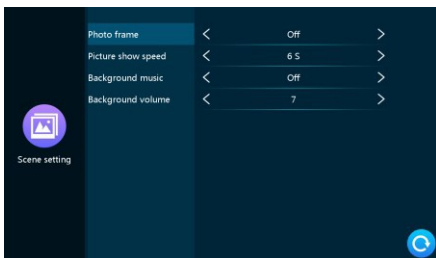 Photo frame < Off >
Picture show speed < 6 S >
Background music < Off >
Background volume < 7 >
Scene setting